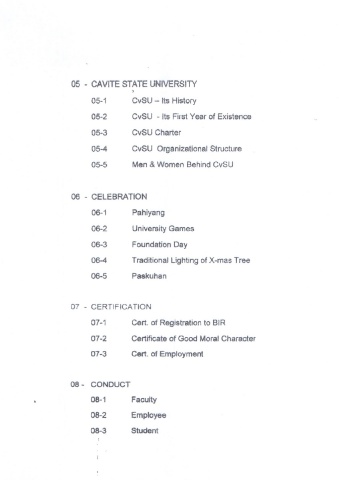 05 - CAVITE STATE UNIVERSITY
05-1 CvSU – Its History
05-2 CvSU - Its First Year of Existence
05-3 CvSU Charter
05-4 CvSU Organizational Structure
05-5 Men & Women Behind CvSU
06 - CELEBRATION
06-1 Pahiyang
06-2 University Games
06-3 Foundation Day
06-4 Traditional Lighting of X-mas Tree
06-5 Paskuhan
07 - CERTIFICATION
07-1 Cert. of Registration to BIR
07-2 Certificate of Good Moral Character
07-3 Cert. of Employment
08 - CONDUCT
08-1 Faculty
08-2 Employee
08-3 Student